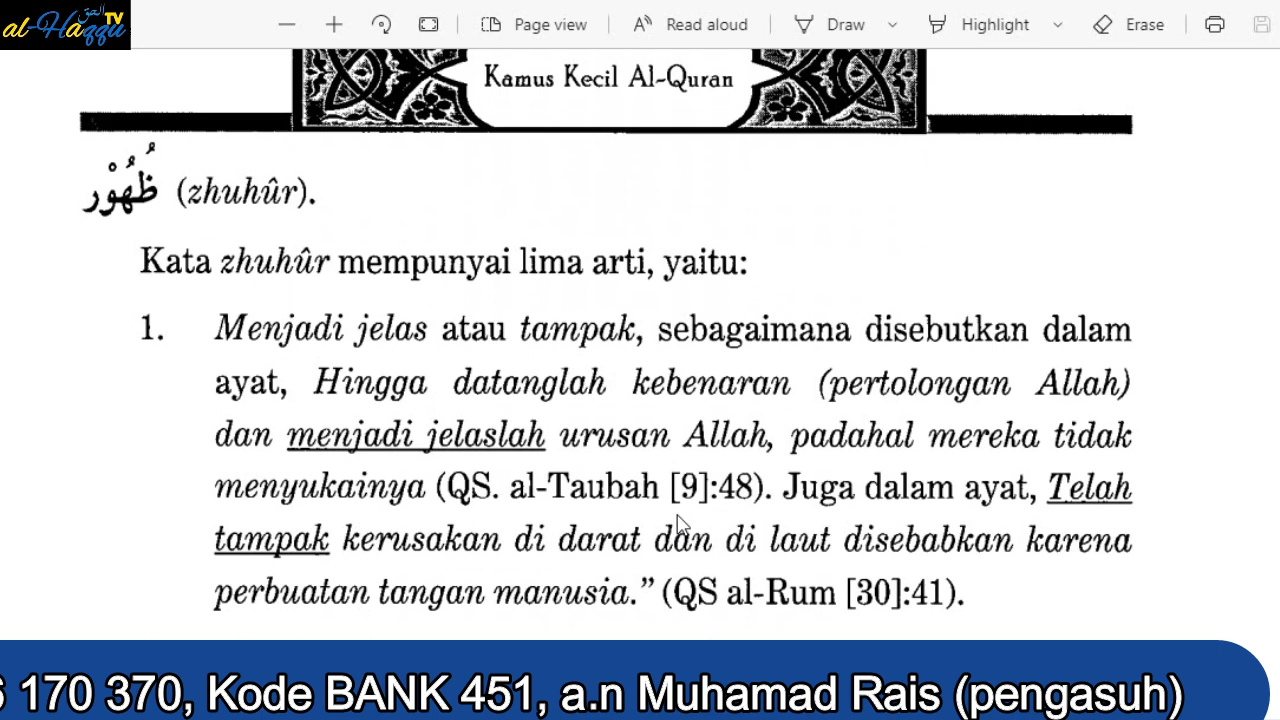 الحق TV
al-Haqqu
Page view
Read aloud
Draw
Highlight
Erase
Kamus Kecil Al-Quran
ظُهُوْر (zhuhûr).
Kata zhuhûr mempunyai lima arti, yaitu:
1. Menjadi jelas atau tampak, sebagaimana disebutkan dalam
ayat, Hingga datanglah kebenaran (pertolongan Allah)
dan menjadi jelaslah urusan Allah, padahal mereka tidak
menyukainya (QS. al-Taubah [9]:48). Juga dalam ayat, Telah
tampak kerusakan di darat dan di laut disebabkan karena
perbuatan tangan manusia.” (QS al-Rum [30]:41).
170 370, Kode BANK 451, a.n Muhamad Rais (pengasuh)